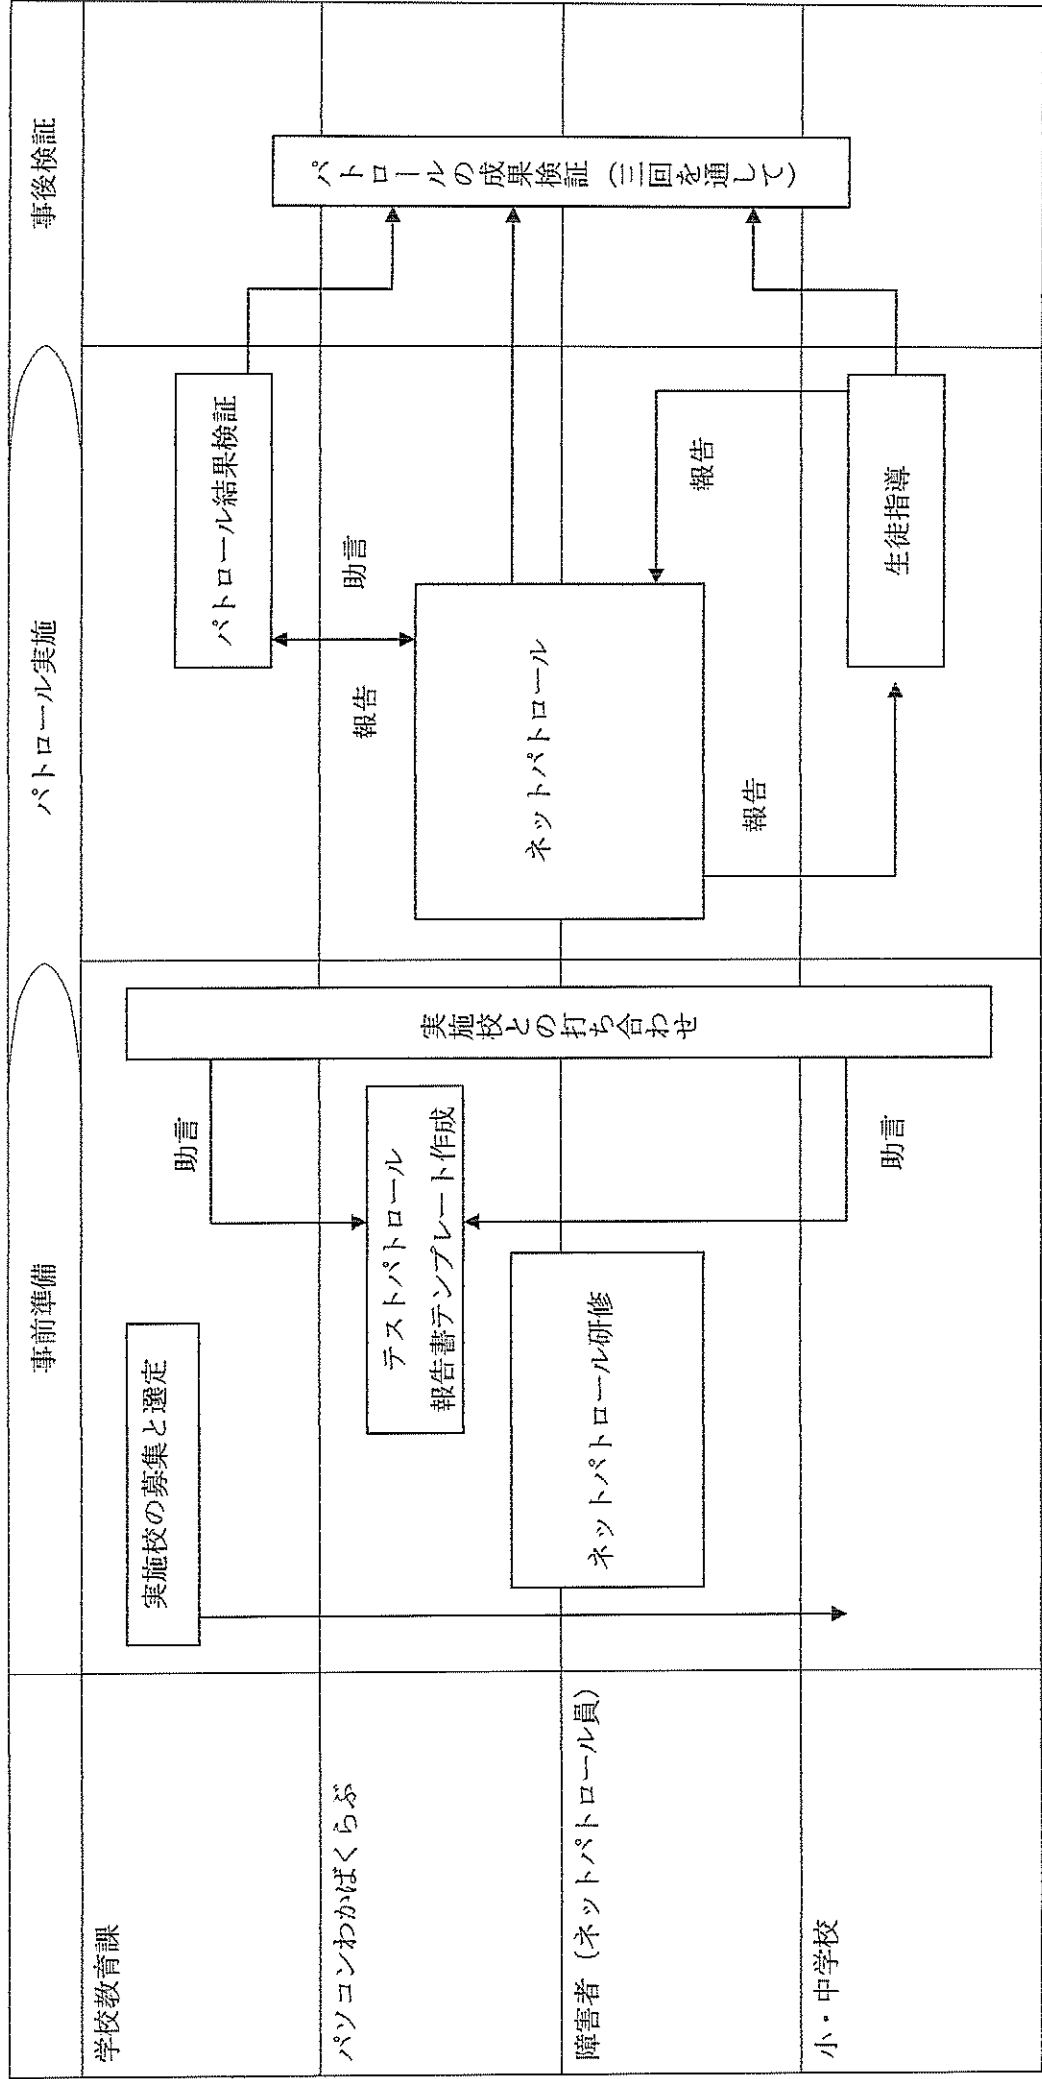 事前準備
パトロール実施
事後検証
学校教育課
実施校の募集と選定
助言
パトロール結果検証
パソコンわかばくらぶ
テストパトロール
報告書テンプレート作成
実施校との打ち合わせ
報告
助言
パトロールの成果検証（三回を通して）
障害者（ネットパトロール員）
ネットパトロール研修
ネットパトロール
報告
報告
小・中学校
助言
生徒指導